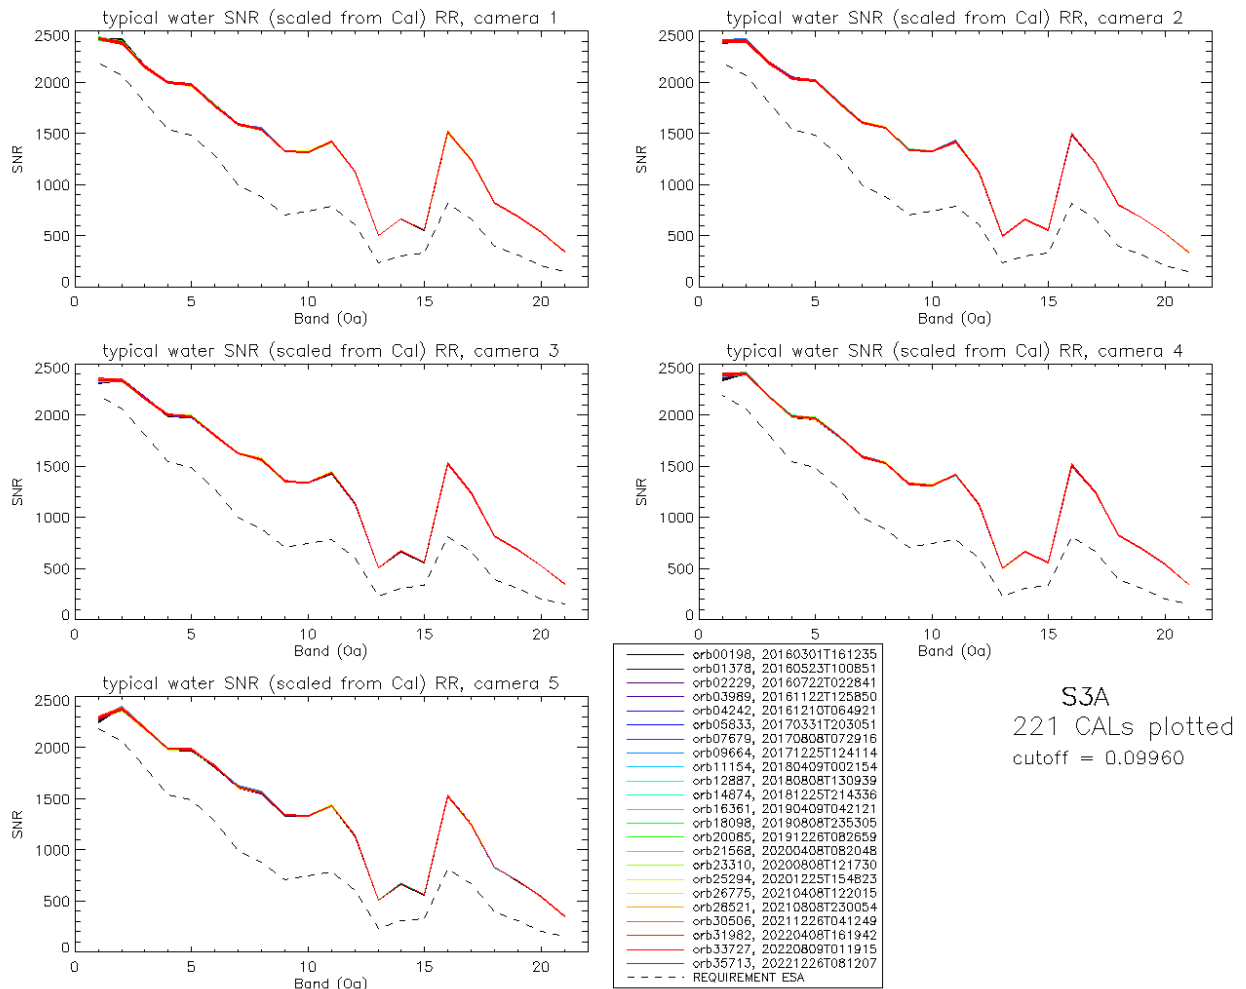 typical water SNR (scaled from Cal) RR, camera 1
2500
2000
1500
1000
500
0
SNR
0 5 10 15 20
Band (Oa)
typical water SNR (scaled from Cal) RR, camera 2
2500
2000
1500
1000
500
0
SNR
0 5 10 15 20
Band (Oa)
typical water SNR (scaled from Cal) RR, camera 3
2500
2000
1500
1000
500
0
SNR
0 5 10 15 20
Band (Oa)
typical water SNR (scaled from Cal) RR, camera 4
2500
2000
1500
1000
500
0
SNR
0 5 10 15 20
Band (Oa)
typical water SNR (scaled from Cal) RR, camera 5
2500
2000
1500
1000
500
0
SNR
0 5 10 15 20
Band (Oa)
orb00198, 20160301T161235
orb01378, 20160523T100851
orb02229, 20160722T022841
orb03989, 20161122T125850
orb04242, 20161210T064921
orb05833, 20170331T203051
orb07679, 20170808T072916
orb09664, 20171225T124114
orb11154, 20180409T002154
orb12887, 20180808T130939
orb14874, 20181225T214336
orb16361, 20190409T042121
orb18098, 20190808T235305
orb20085, 20191226T082659
orb21568, 20200408T082048
orb23310, 20200808T121730
orb25294, 20201225T154823
orb26775, 20210408T122015
orb28521, 20210808T230054
orb30506, 20211226T041249
orb31982, 20220408T161942
orb33727, 20220809T011915
orb35713, 20221226T081207
REQUIREMENT ESA
S3A
221 CALs plotted
cutoff = 0.09960